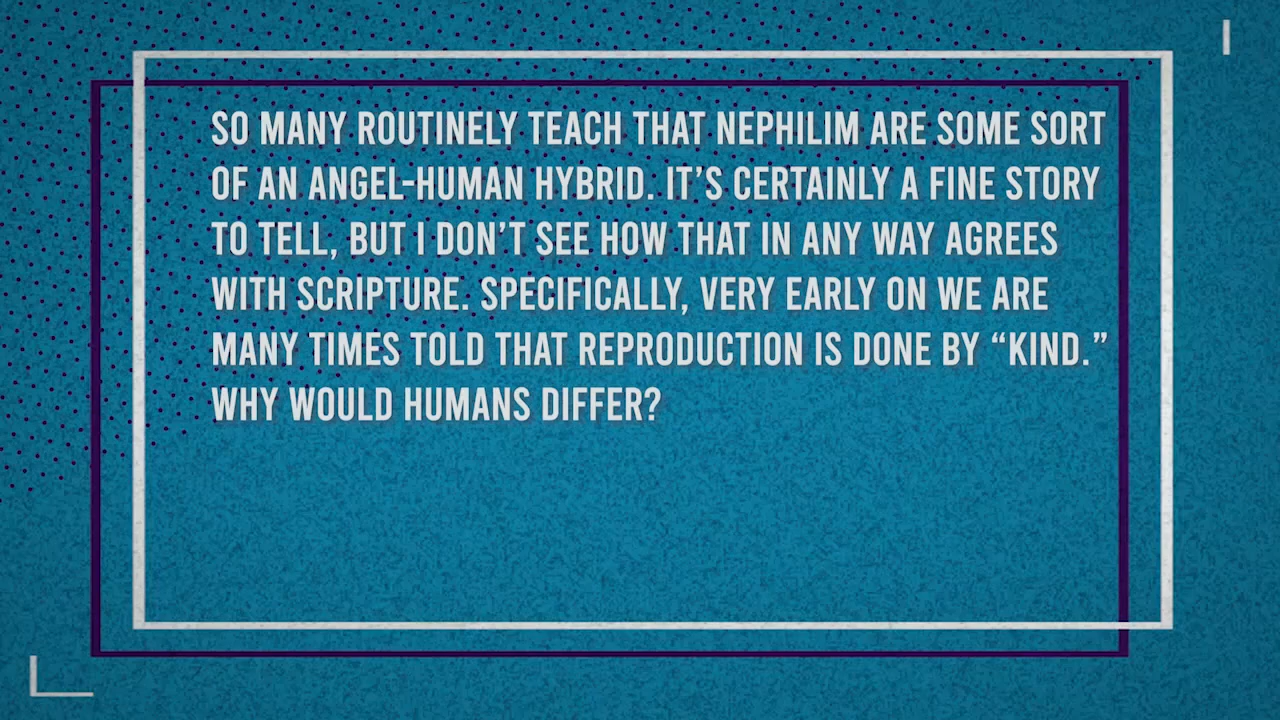 SO MANY ROUTINELY TEACH THAT NEPHILIM ARE SOME SORT
OF AN ANGEL-HUMAN HYBRID. IT’S CERTAINLY A FINE STORY
TO TELL, BUT I DON’T SEE HOW THAT IN ANY WAY AGREES
WITH SCRIPTURE. SPECIFICALLY, VERY EARLY ON WE ARE
MANY TIMES TOLD THAT REPRODUCTION IS DONE BY “KIND.”
WHY WOULD HUMANS DIFFER?